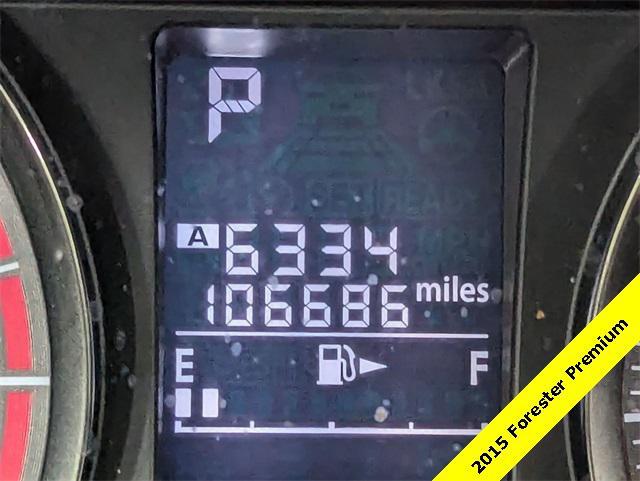 P
A 6334
106686 miles
E F
2015 Forester Premium